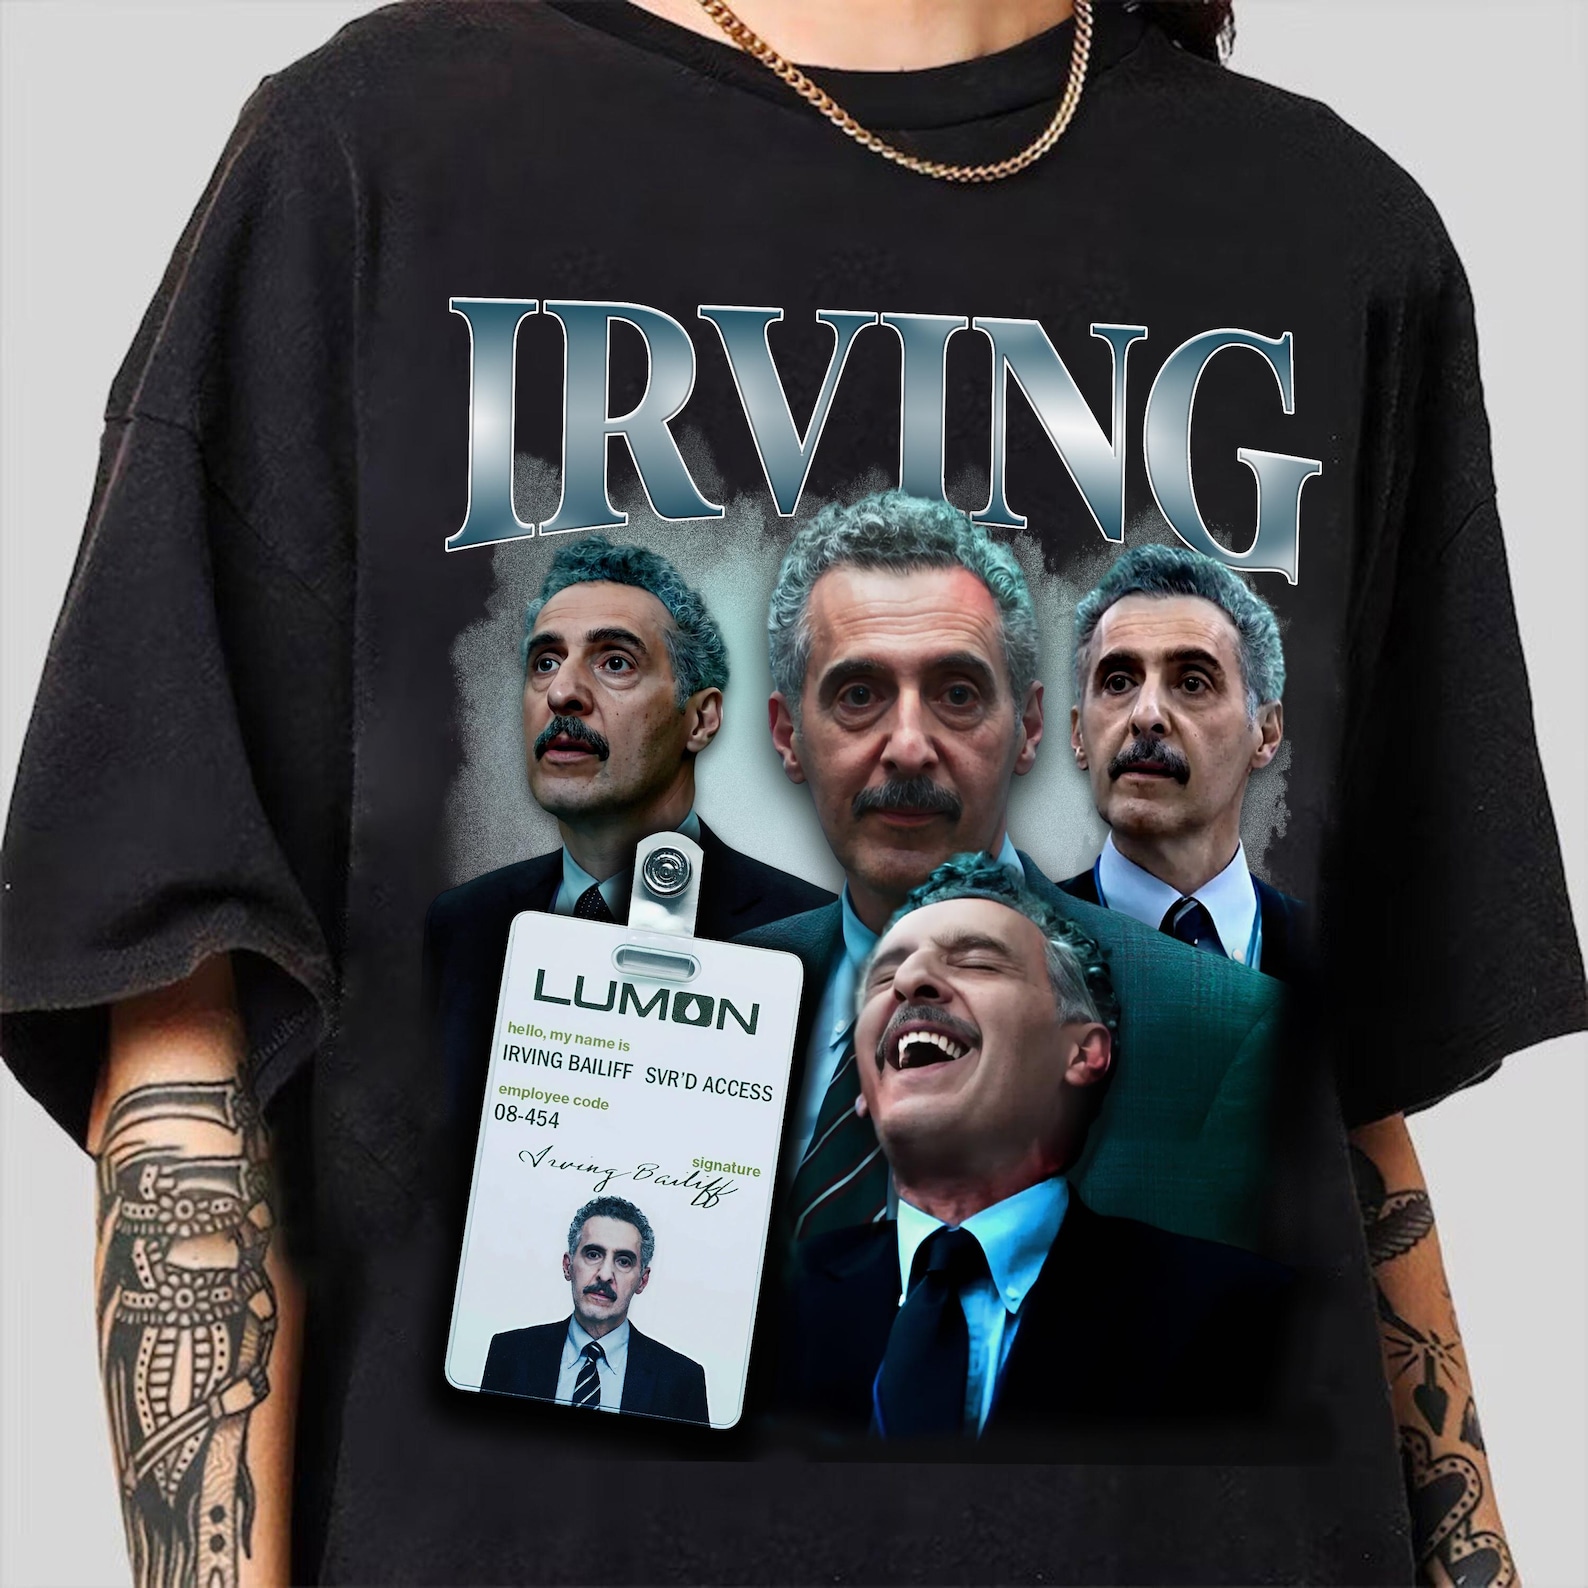 IRVING
LUMON
hello, my name is
IRVING BAILIFF SVR'D ACCESS
employee code
08-454
signature
Irving Bailiff